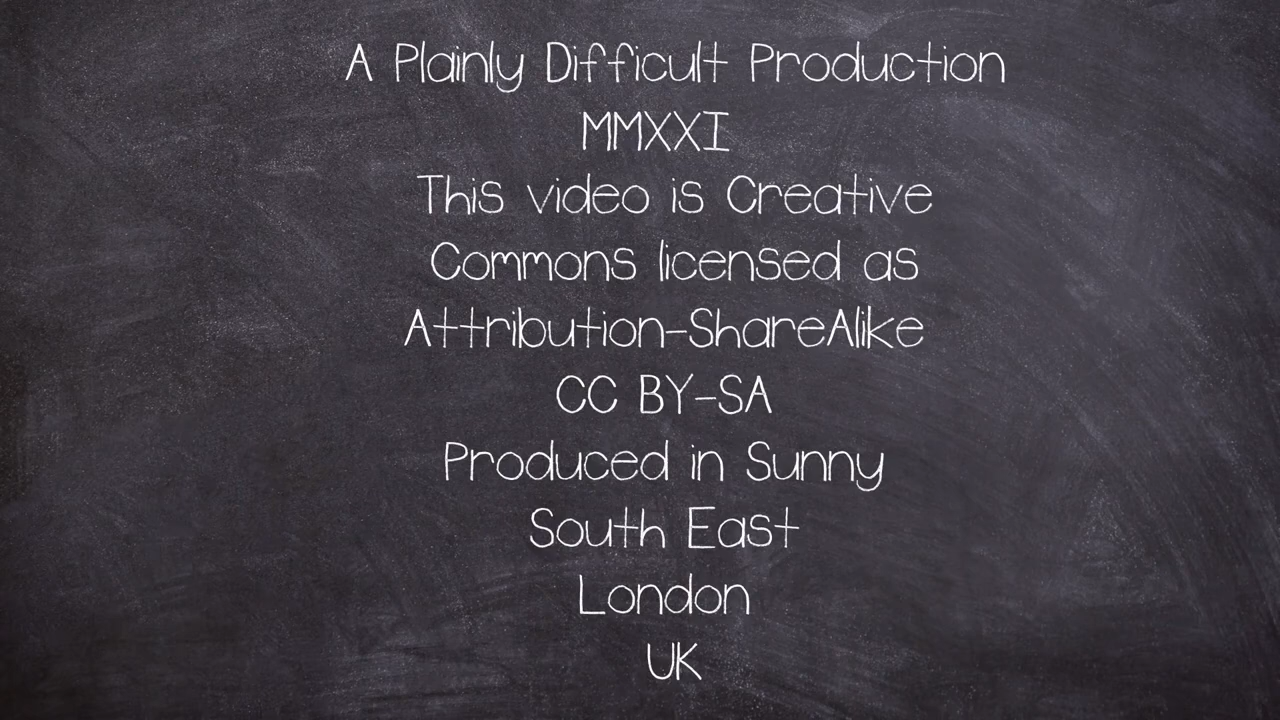 A Plainly Difficult Production
MMXXI
This video is Creative
Commons licensed as
Attribution-ShareAlike
CC BY-SA
Produced in Sunny
South East
London
UK